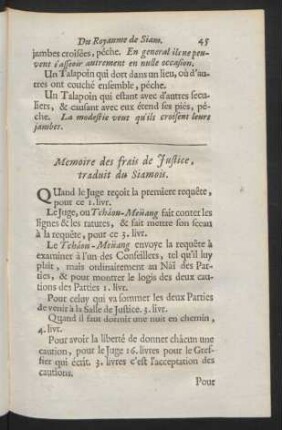 Du Royaume de Siam. 45
jambes croisées, péche. En general ils ne peu-
vent s'asseoir autrement en nulle occasion.
Un Talapoin qui dort dans un lieu, où d'au-
tres ont couché ensemble, péche.
Un Talapoin qui estant avec d'autres secu-
liers, & causant avec eux étend ses piés, pé-
che. La modestie veut qu'ils croisent leurs
jambes.
Memoire des frais de Justice,
traduit du Siamois.
QUand le Juge reçoit la premiere requête,
pour ce 1. livr.
Le Juge, ou Tchiou-Meüang fait conter les
lignes & les ratures, & fait mettre son sceau
à la requête, pour ce 3. livr.
Le Tchiou-Meüang envoye la requête à
examiner à l'un des Conseillers, tel qu'il luy
plait, mais ordinairement au Naï des Par-
ties, & pour montrer le logis des deux cau-
tions des Parties 1. livr.
Pour celuy qui va sommer les deux Parties
de venir à la Salle de Justice. 3. livr.
Quand il faut dormir une nuit en chemin,
4. livr.
Pour avoir la liberté de donner châcun une
caution, pour le Juge 16. livres pour le Gref-
fier qui écrit. 3. livres c'est l'acceptation des
cautions.
Pour